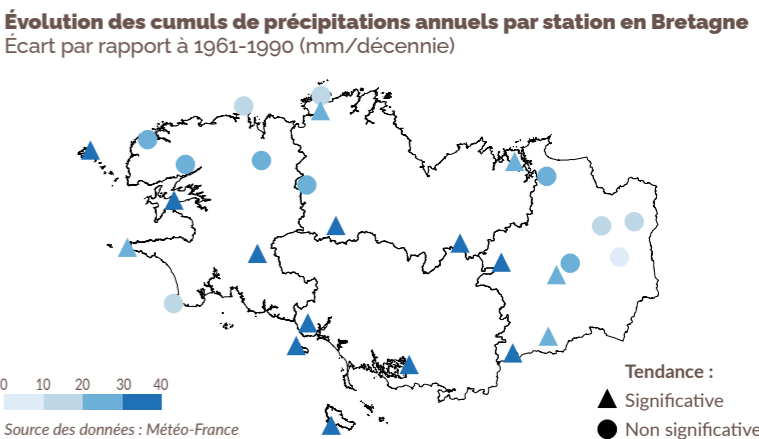 Évolution des cumuls de précipitations annuels par station en Bretagne
Écart par rapport à 1961-1990 (mm/décennie)
0 10 20 30 40
Source des données : Météo-France
Tendance :
Significative
Non significative